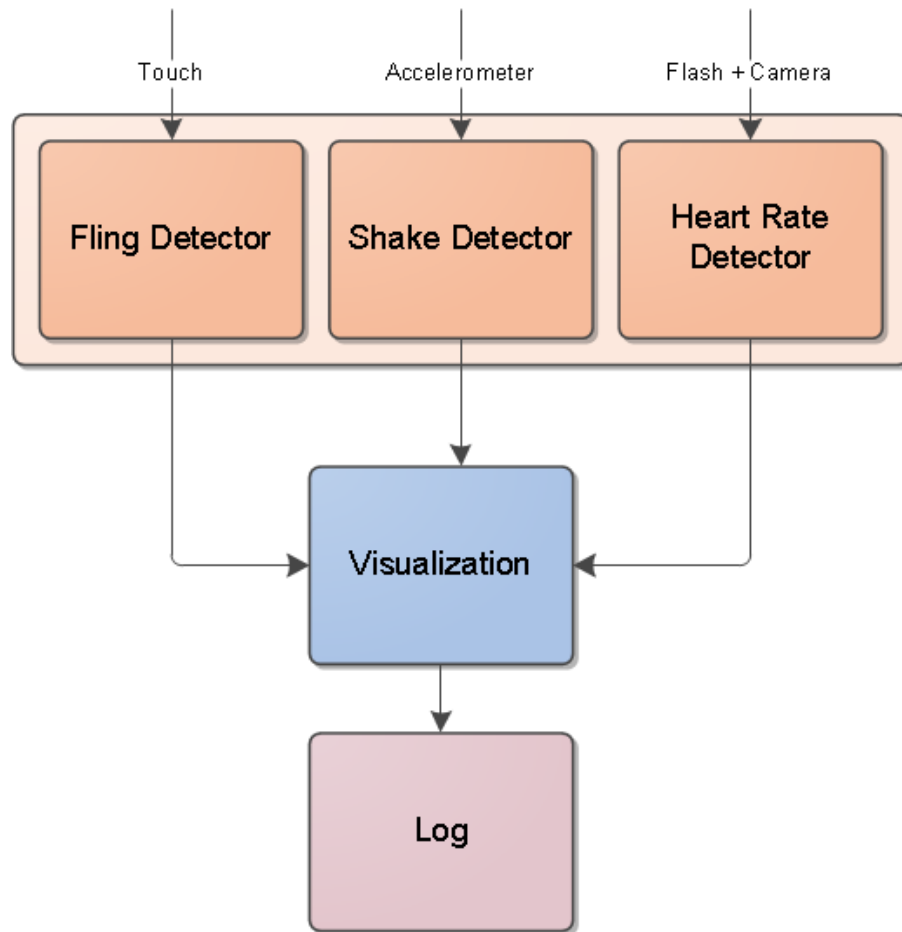 Touch
Accelerometer
Flash + Camera
Fling Detector
Shake Detector
Heart Rate
Detector
Visualization
Log